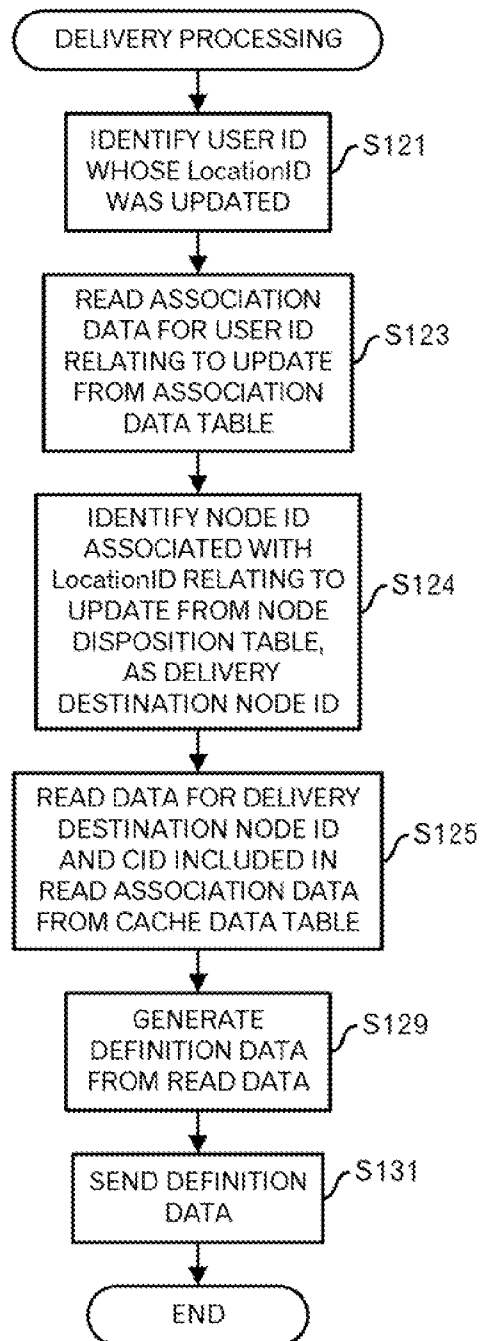 DELIVERY PROCESSING
IDENTIFY USER ID
WHOSE LocationID
WAS UPDATED
S121
READ ASSOCIATION
DATA FOR USER ID
RELATING TO UPDATE
FROM ASSOCIATION
DATA TABLE
S123
IDENTIFY NODE ID
ASSOCIATED WITH
LocationID RELATING TO
UPDATE FROM NODE
DISPOSITION TABLE,
AS DELIVERY
DESTINATION NODE ID
S124
READ DATA FOR DELIVERY
DESTINATION NODE ID
AND CID INCLUDED IN
READ ASSOCIATION DATA
FROM CACHE DATA TABLE
S125
GENERATE
DEFINITION DATA
FROM READ DATA
S129
SEND DEFINITION
DATA
S131
END